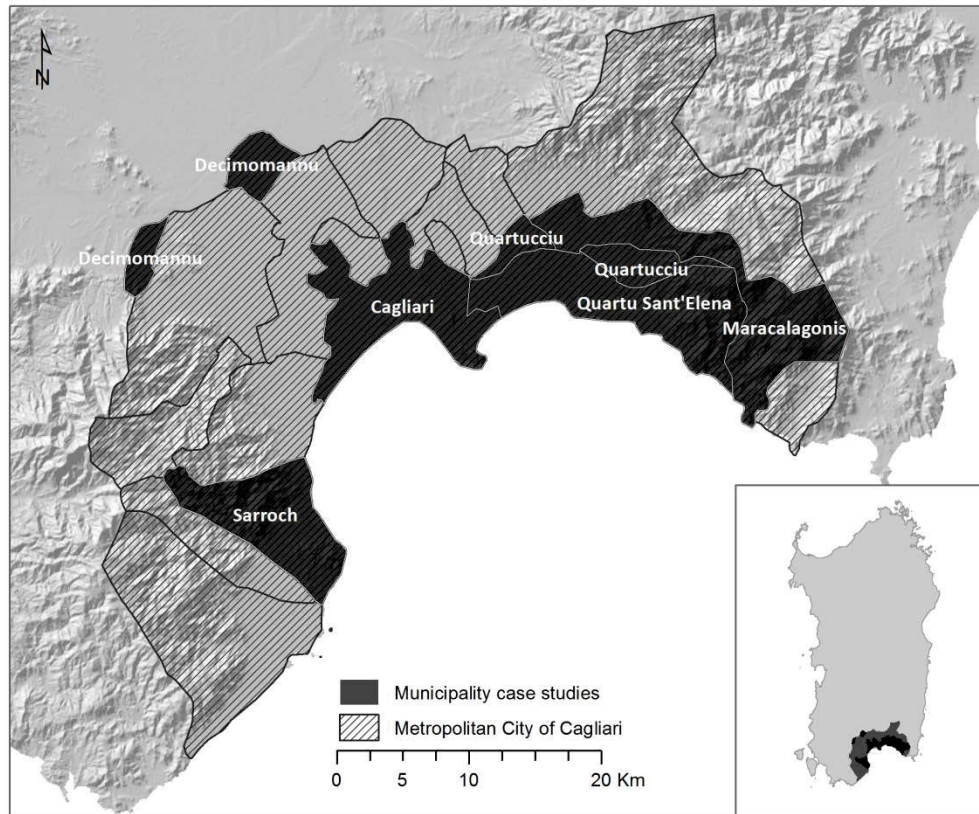 N
Decimomannu
Decimomannu
Quartucciu
Quartucciu
Cagliari
Quartu Sant'Elena
Maracalagonis
Sarroch
Municipality case studies
Metropolitan City of Cagliari
0 5 10 20 Km